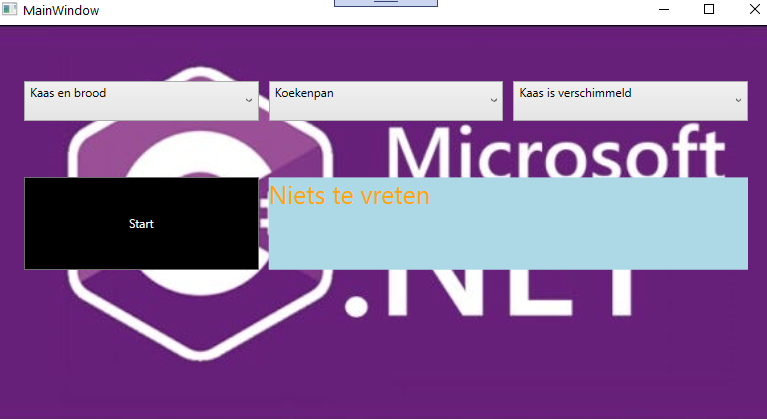 MainWindow
Kaas en brood
Koekenpan
Kaas is verschimmeld
Microsoft
Start
Niets te vreten
.NET